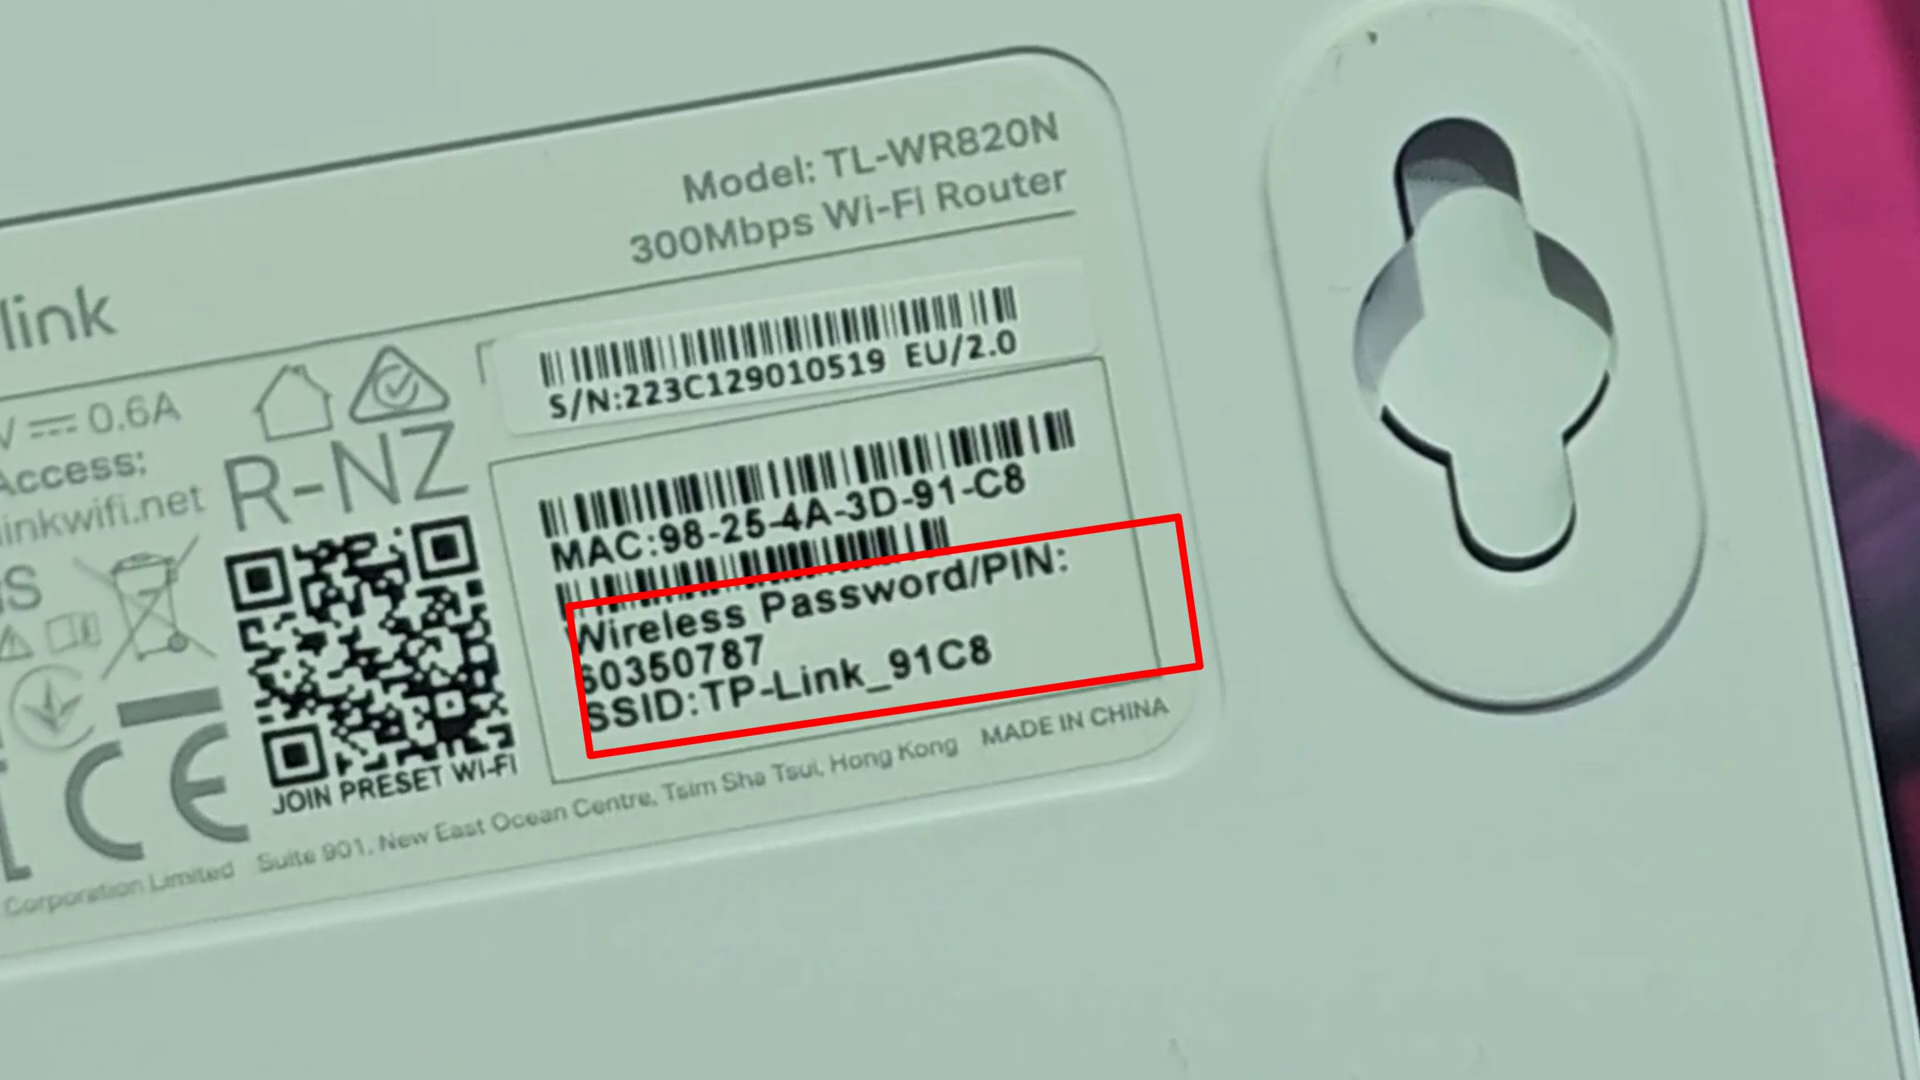 Model: TL-WR820N
300Mbps Wi-Fi Router
link
S/N:223C129010519 EU/2.0
V 0.6A
Access:
linkwifi.net
R-NZ
MAC:98-25-4A-3D-91-C8
Wireless Password/PIN:
60350787
SSID:TP-Link_91C8
JOIN PRESET WI-FI
CE
Corporation Limited Suite 901, New East Ocean Centre, Tsim Sha Tsui, Hong Kong MADE IN CHINA